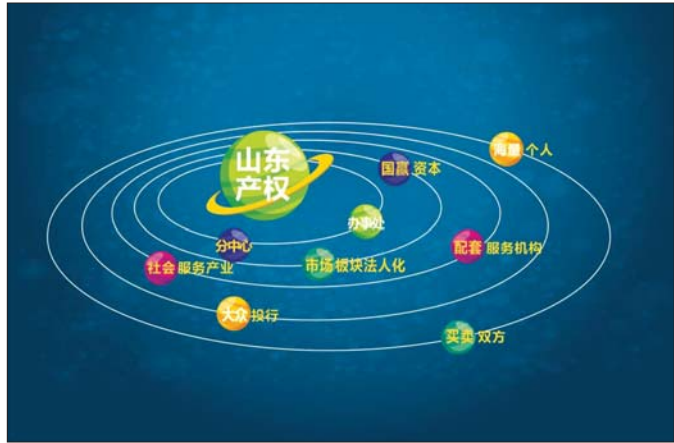 山东
产权
海量 个人
国赢 资本
办事处
分中心
配套 服务机构
社会 服务产业
市场 板块法人化
大众 投行
买卖 双方